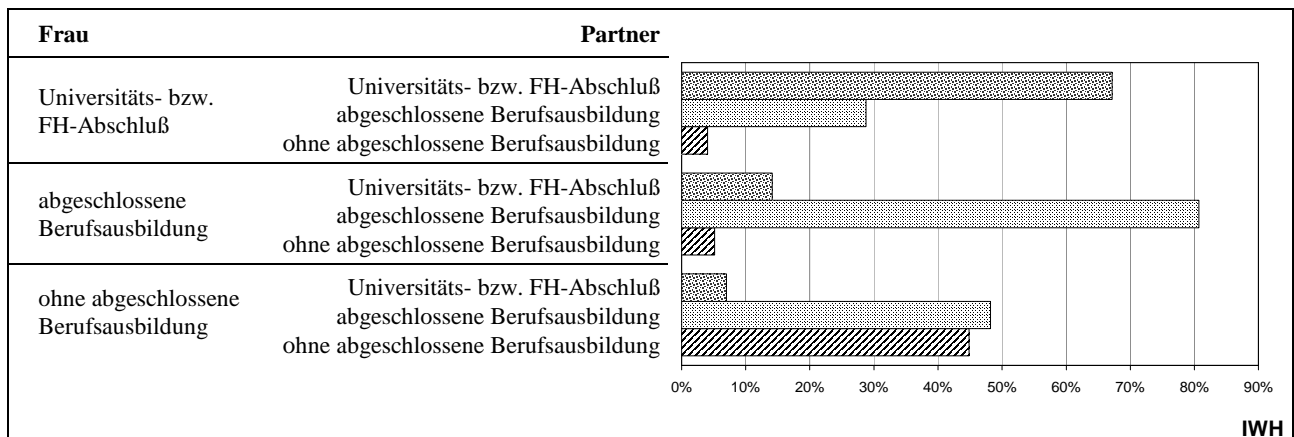 Frau Partner
Universitäts- bzw.
FH-Abschluß
Universitäts- bzw. FH-Abschluß
abgeschlossene Berufsausbildung
ohne abgeschlossene Berufsausbildung
abgeschlossene
Berufsausbildung
Universitäts- bzw. FH-Abschluß
abgeschlossene Berufsausbildung
ohne abgeschlossene Berufsausbildung
ohne abgeschlossene
Berufsausbildung
Universitäts- bzw. FH-Abschluß
abgeschlossene Berufsausbildung
ohne abgeschlossene Berufsausbildung
0% 10% 20% 30% 40% 50% 60% 70% 80% 90%
IWH